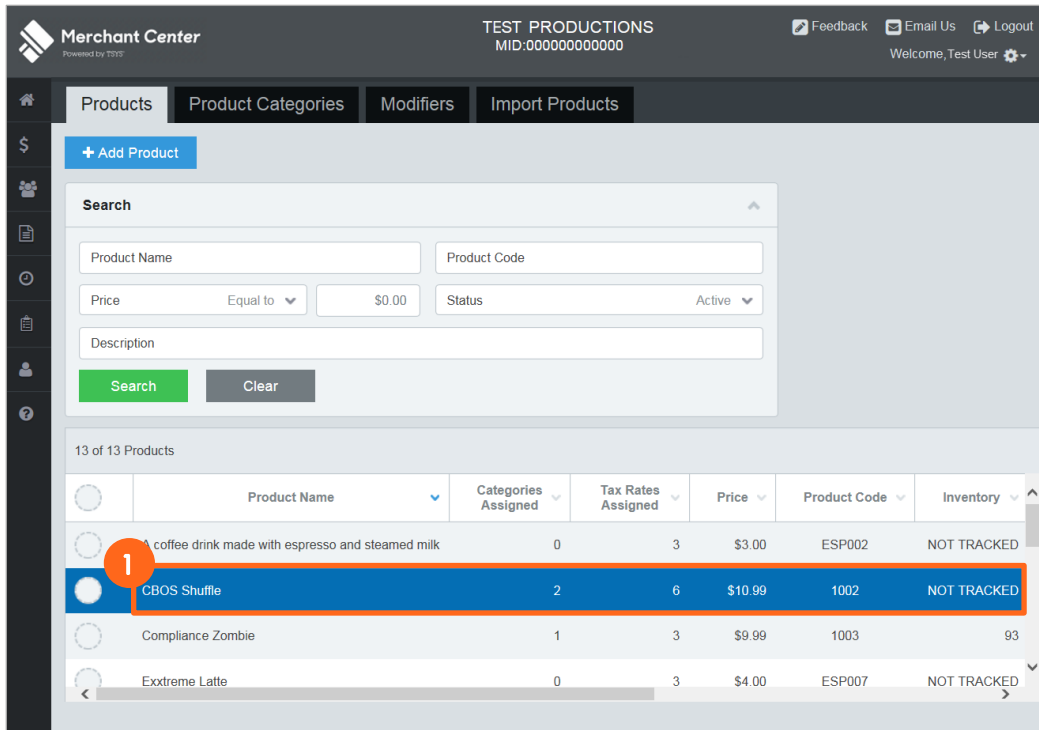 Merchant Center
Powered by TSYS
TEST PRODUCTIONS
MID:000000000000
Feedback
Email Us
Logout
Welcome,Test User
Products
Product Categories
Modifiers
Import Products
+ Add Product
Search
Product Name
Product Code
Price
Equal to
$0.00
Status
Active
Description
Search
Clear
13 of 13 Products
Product Name
Categories Assigned
Tax Rates Assigned
Price
Product Code
Inventory
A coffee drink made with espresso and steamed milk 0 3 $3.00 ESP002 NOT TRACKED
1
CBOS Shuffle 2 6 $10.99 1002 NOT TRACKED
Compliance Zombie 1 3 $9.99 1003 93
Exxtreme Latte 0 3 $4.00 ESP007 NOT TRACKED